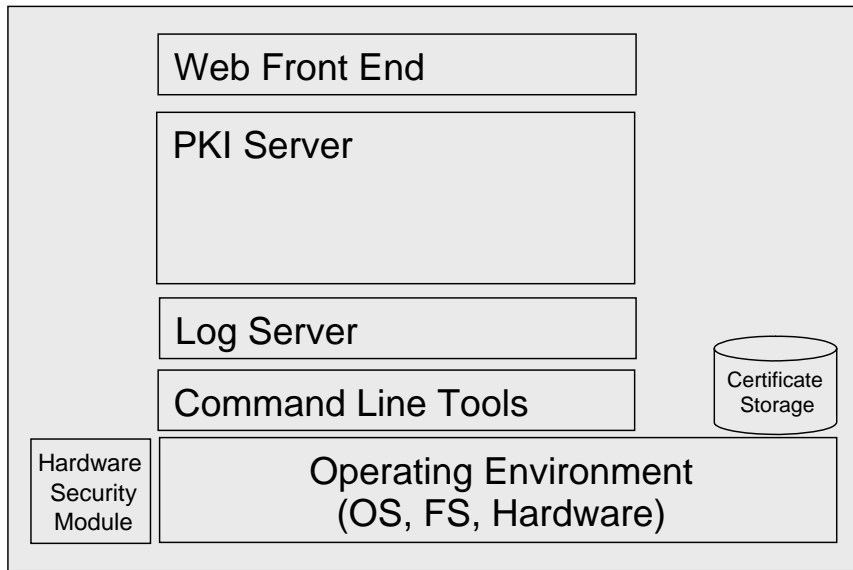 Web Front End
PKI Server
Log Server
Command Line Tools
Certificate
Storage
Hardware
Security
Module
Operating Environment
(OS, FS, Hardware)